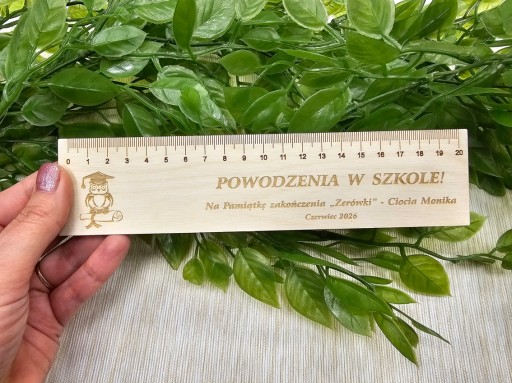 0 1 2 3 4 5 6 7 8 9 10 11 12 13 14 15 16 17 18 19 20
POWODZENIA W SZKOLE!
Na Pamiątkę zakończenia „Zerówki" - Ciocia Monika
Czerwiec 2026